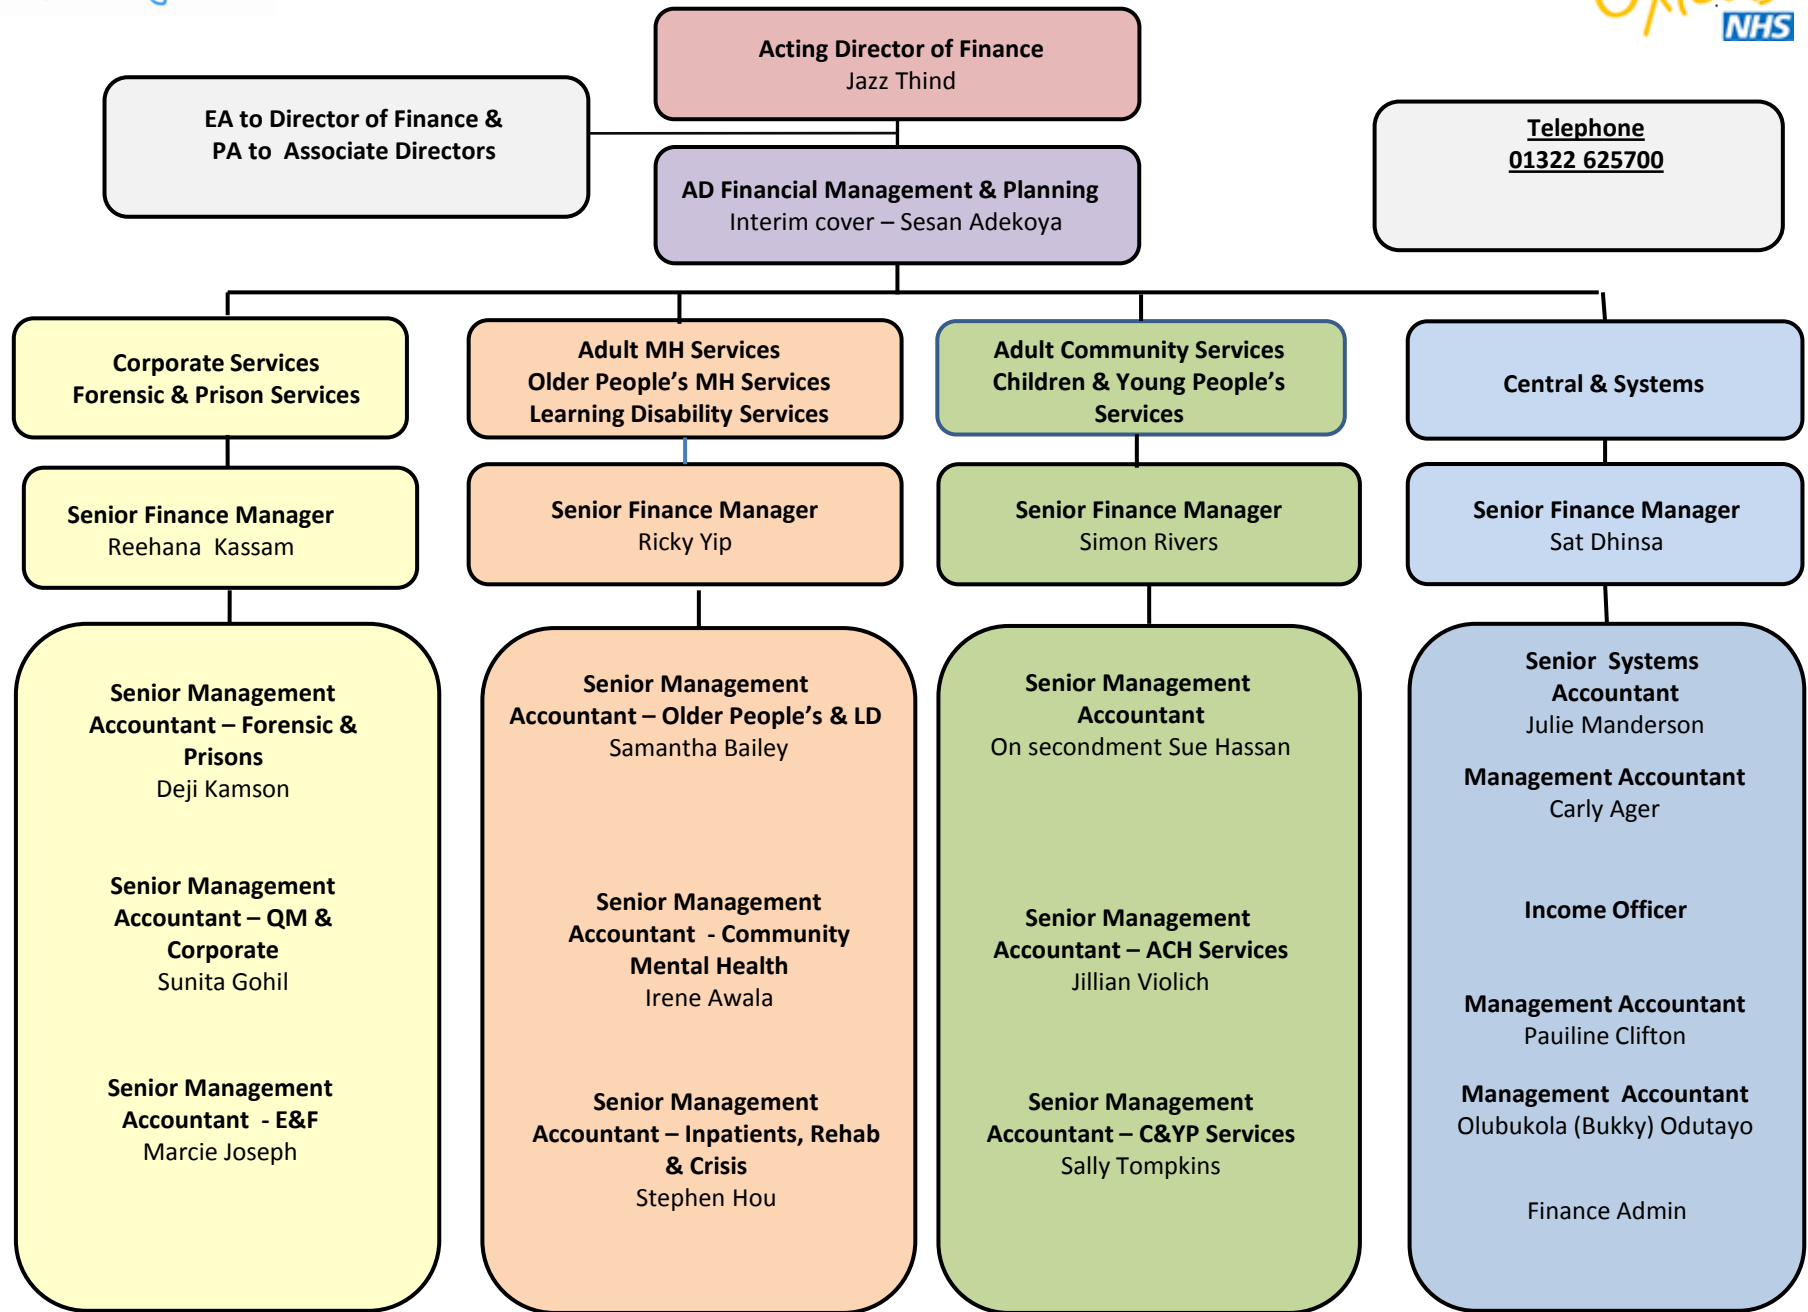 NHS
Acting Director of Finance
Jazz Thind
EA to Director of Finance &
PA to Associate Directors
Telephone
01322 625700
AD Financial Management & Planning
Interim cover – Sesan Adekoya
Corporate Services
Forensic & Prison Services
Adult MH Services
Older People's MH Services
Learning Disability Services
Adult Community Services
Children & Young People's
Services
Central & Systems
Senior Finance Manager
Reehana Kassam
Senior Finance Manager
Ricky Yip
Senior Finance Manager
Simon Rivers
Senior Finance Manager
Sat Dhinsa
Senior Management
Accountant – Forensic &
Prisons
Deji Kamson
Senior Management
Accountant – QM &
Corporate
Sunita Gohil
Senior Management
Accountant - E&F
Marcie Joseph
Senior Management
Accountant – Older People's & LD
Samantha Bailey
Senior Management
Accountant - Community
Mental Health
Irene Awala
Senior Management
Accountant – Inpatients, Rehab
& Crisis
Stephen Hou
Senior Management
Accountant
On secondment Sue Hassan
Senior Management
Accountant – ACH Services
Jillian Violich
Senior Management
Accountant – C&YP Services
Sally Tompkins
Senior Systems
Accountant
Julie Manderson
Management Accountant
Carly Ager
Income Officer
Management Accountant
Pauiline Clifton
Management Accountant
Olubukola (Bukky) Odutayo
Finance Admin